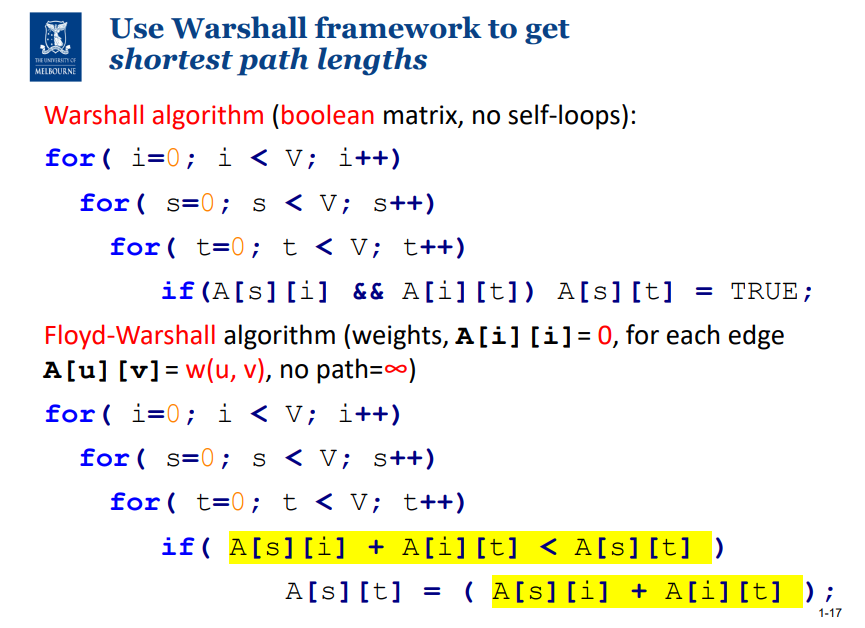 THE UNIVERSITY OF
MELBOURNE
Use Warshall framework to get
shortest path lengths
Warshall algorithm (boolean matrix, no self-loops):
for( i=0; i < V; i++)
for( s=0; s < V; s++)
for( t=0; t < V; t++)
if(A[s][i] && A[i][t]) A[s][t] = TRUE;
Floyd-Warshall algorithm (weights, A[i][i]= 0, for each edge
A[u][v]= w(u, v), no path=∞)
for( i=0; i < V; i++)
for( s=0; s < V; s++)
for( t=0; t < V; t++)
if( A[s][i] + A[i][t] < A[s][t] )
A[s][t] = ( A[s][i] + A[i][t] );
1-17